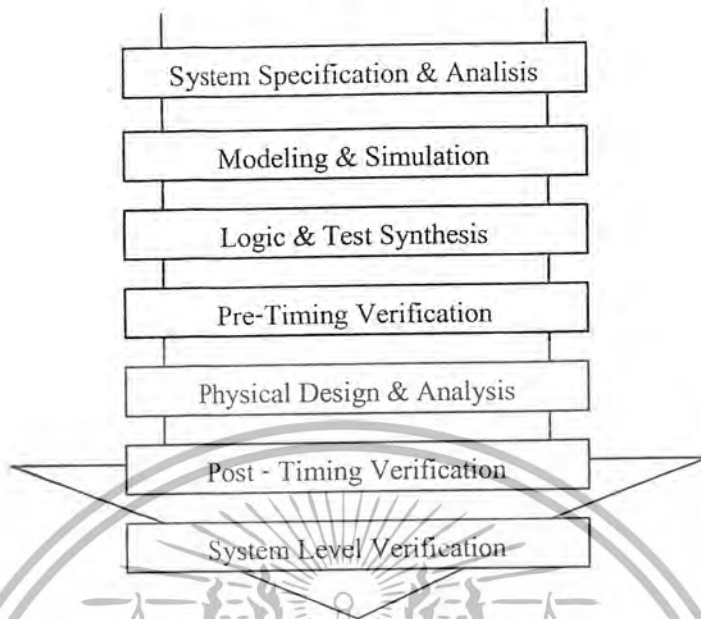 System Specification & Analisis
Modeling & Simulation
Logic & Test Synthesis
Pre-Timing Verification
Physical Design & Analysis
Post - Timing Verification
System Level Verification